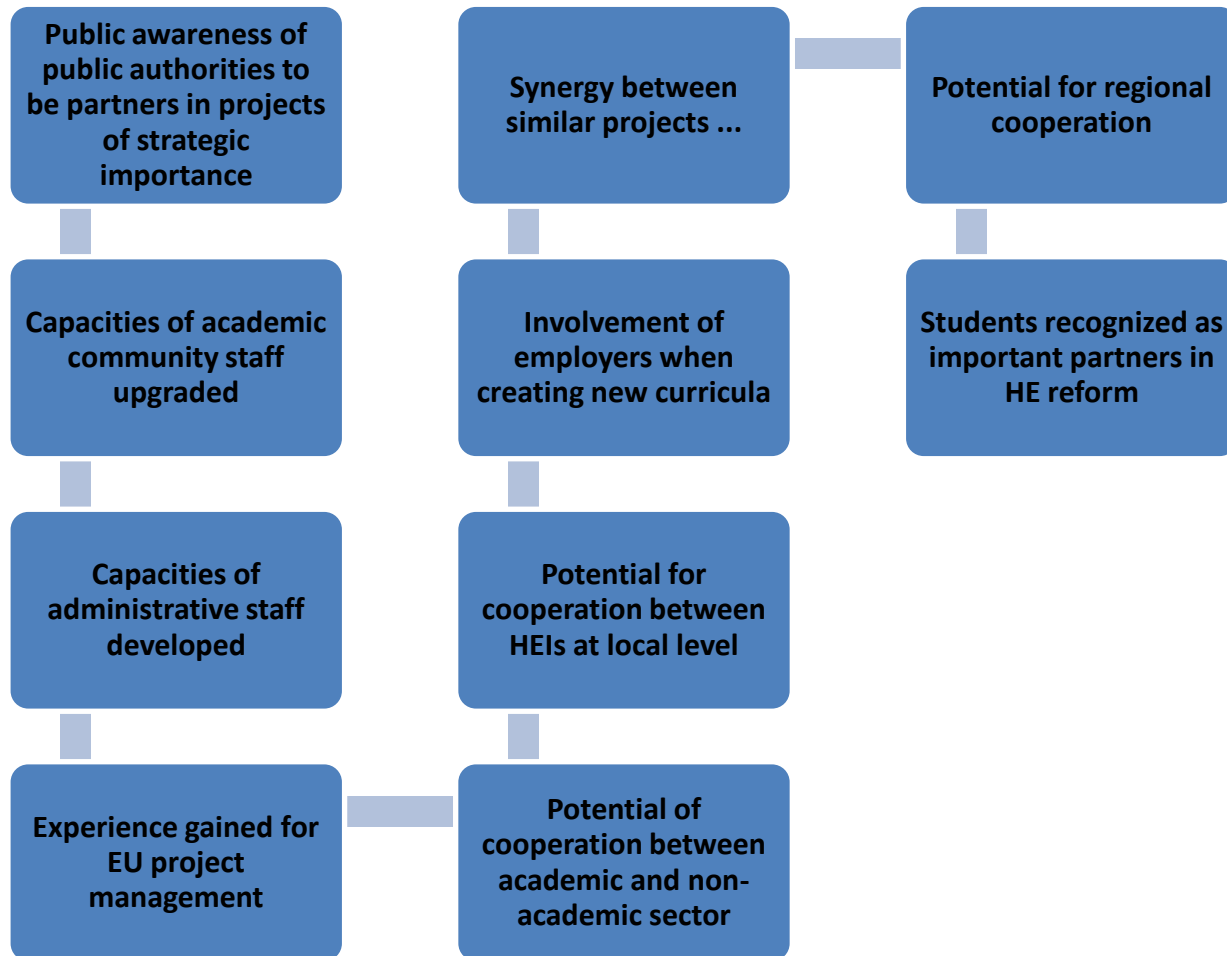 Public awareness of
public authorities to
be partners in projects
of strategic
importance
Capacities of academic
community staff
upgraded
Capacities of
administrative staff
developed
Experience gained for
EU project
management
Potential of
cooperation between
academic and non-
academic sector
Potential for
cooperation between
HEIs at local level
Involvement of
employers when
creating new curricula
Synergy between
similar projects ...
Potential for regional
cooperation
Students recognized as
important partners in
HE reform